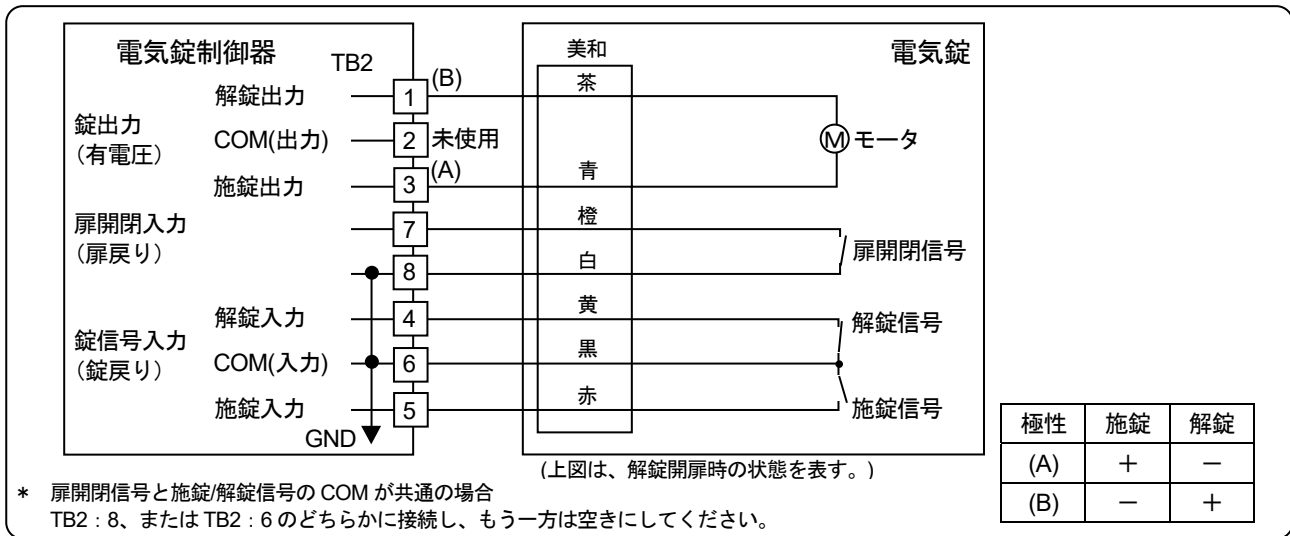 電気錠制御器
TB2
錠出力
(有電圧)
解錠出力
1
(B)
COM(出力)
2
未使用
施錠出力
3
(A)
扉開閉入力
(扉戻り)
7
8
錠信号入力
(錠戻り)
解錠入力
4
COM(入力)
6
施錠入力
5
GND
美和
茶
青
橙
白
黄
黒
赤
電気錠
M モータ
扉開閉信号
解錠信号
施錠信号
(上図は、解錠開扉時の状態を表す。)
極性 施錠 解錠
(A) + −
(B) − +
* 扉開閉信号と施錠/解錠信号の COM が共通の場合
TB2:8、または TB2:6 のどちらかに接続し、もう一方は空きにしてください。